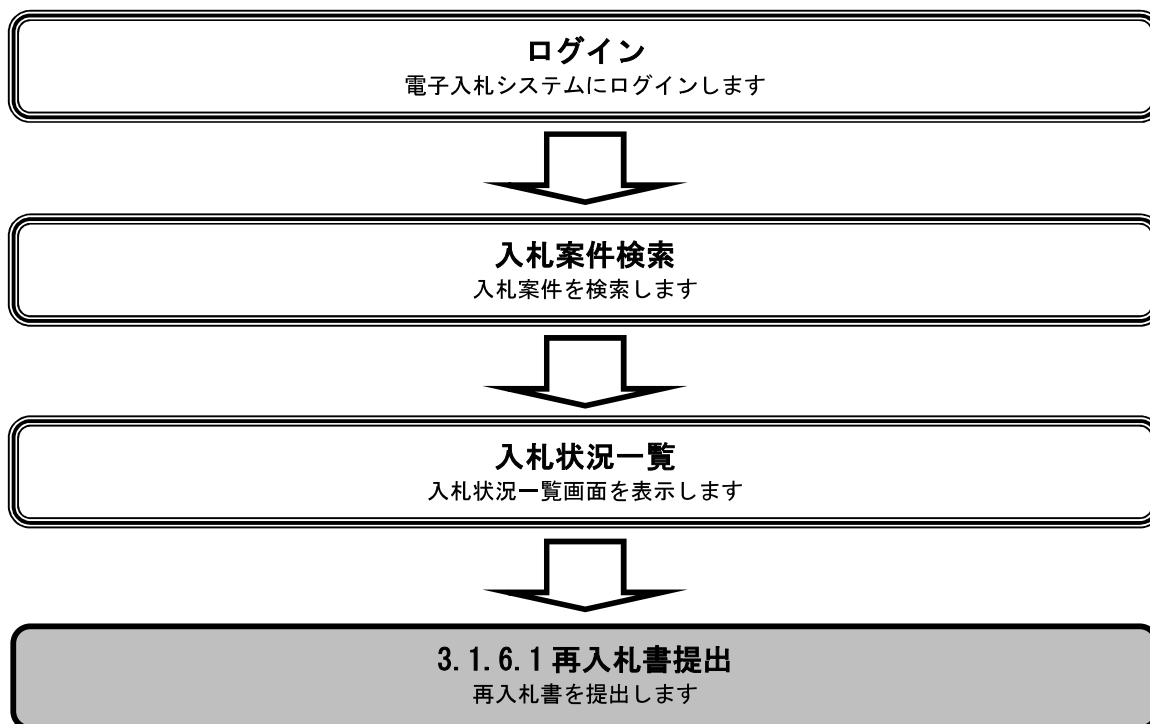 ログイン
電子入札システムにログインします
入札案件検索
入札案件を検索します
入札状況一覧
入札状況一覧画面を表示します
3.1.6.1再入札書提出
再入札書を提出します